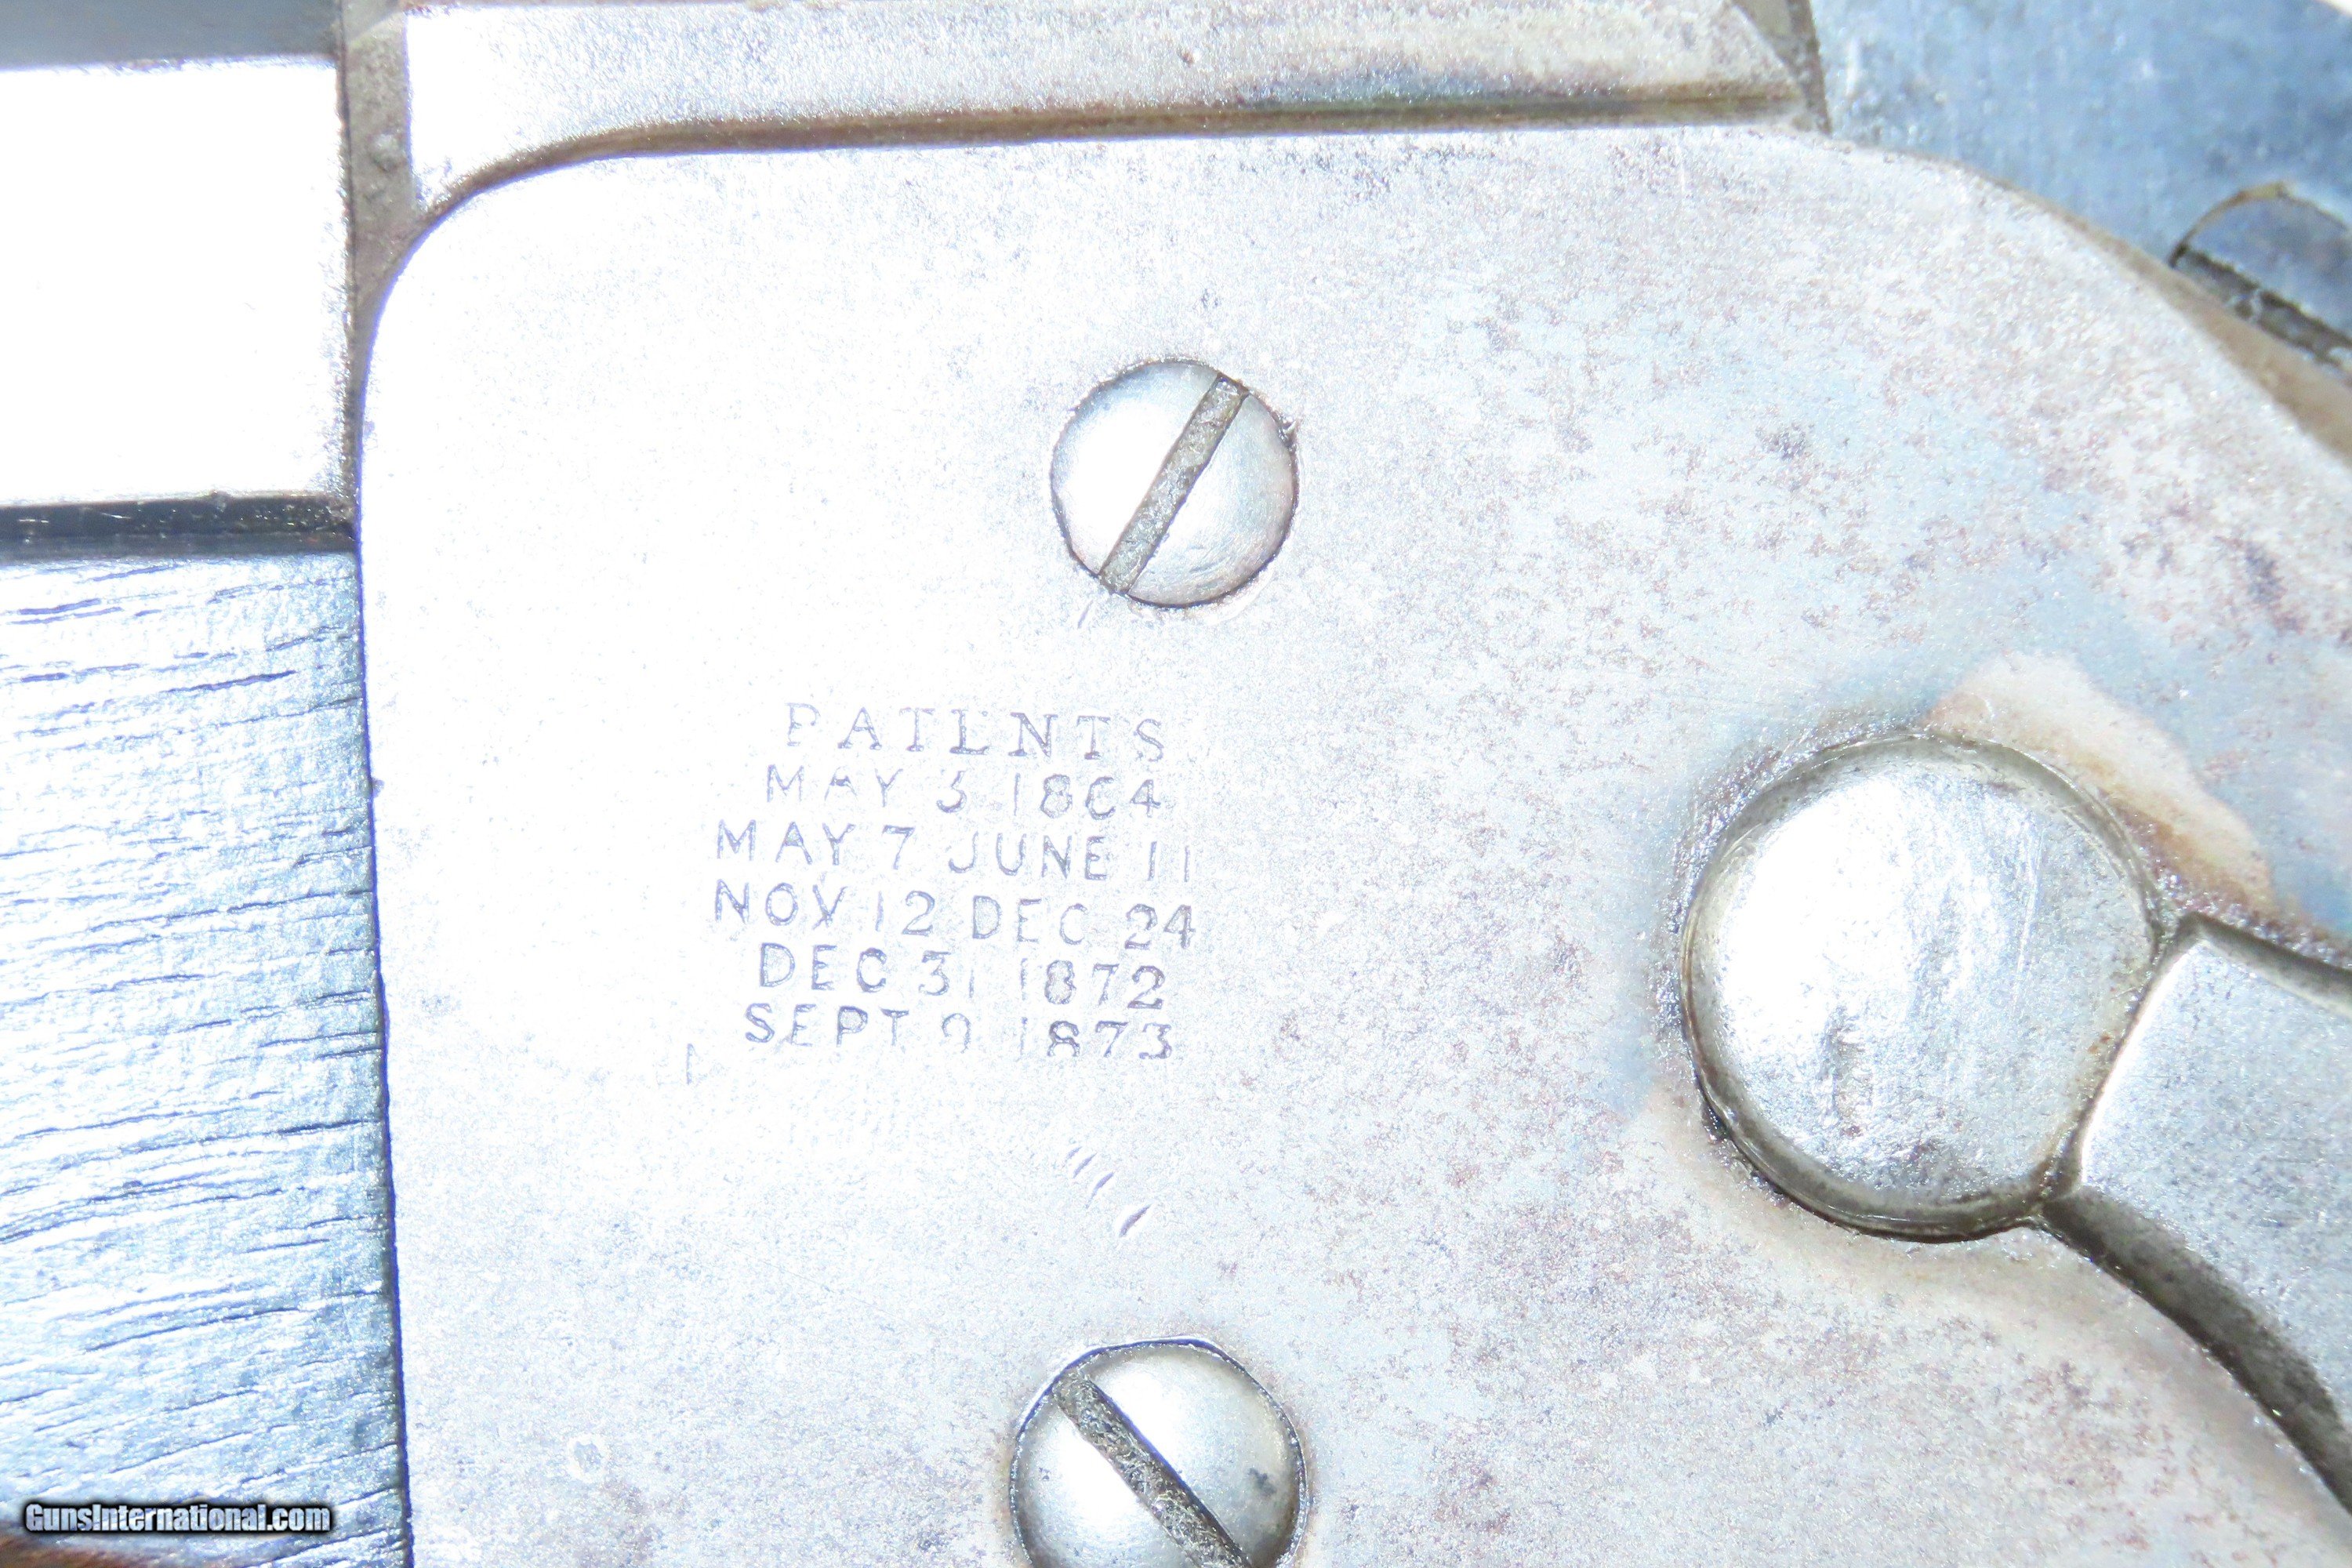 PATENTS
MAY 3 1864
MAY 7 JUNE 11
NOV 12 DEC 24
DEC 31 1872
SEPT 9 1873
GunsInternational.com